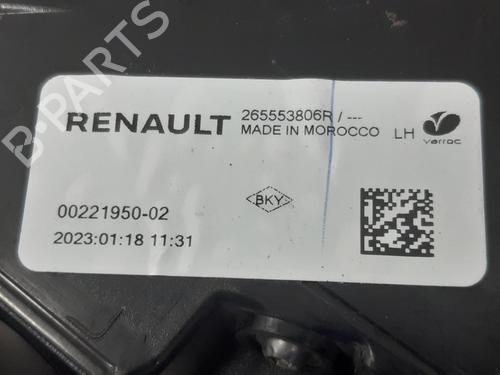 B-PARTS
RENAULT
265553806R / ---
MADE IN MOROCCO
LH
varroc
BKY
00221950-02
2023:01:18 11:31